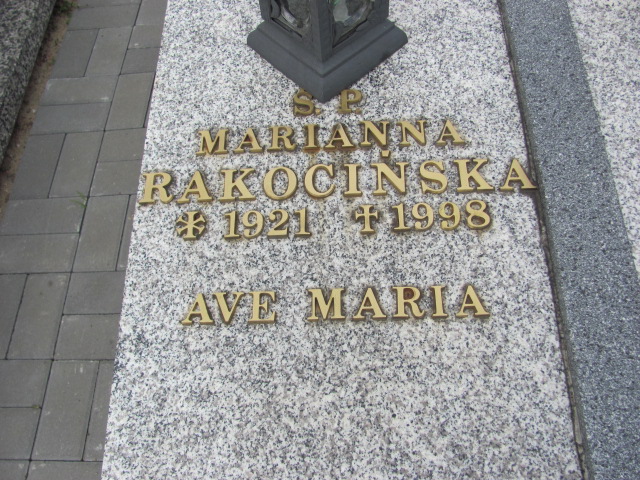 S. P.
MARIANNA
RAKOCIŃSKA
* 1921 † 1998
AVE MARIA